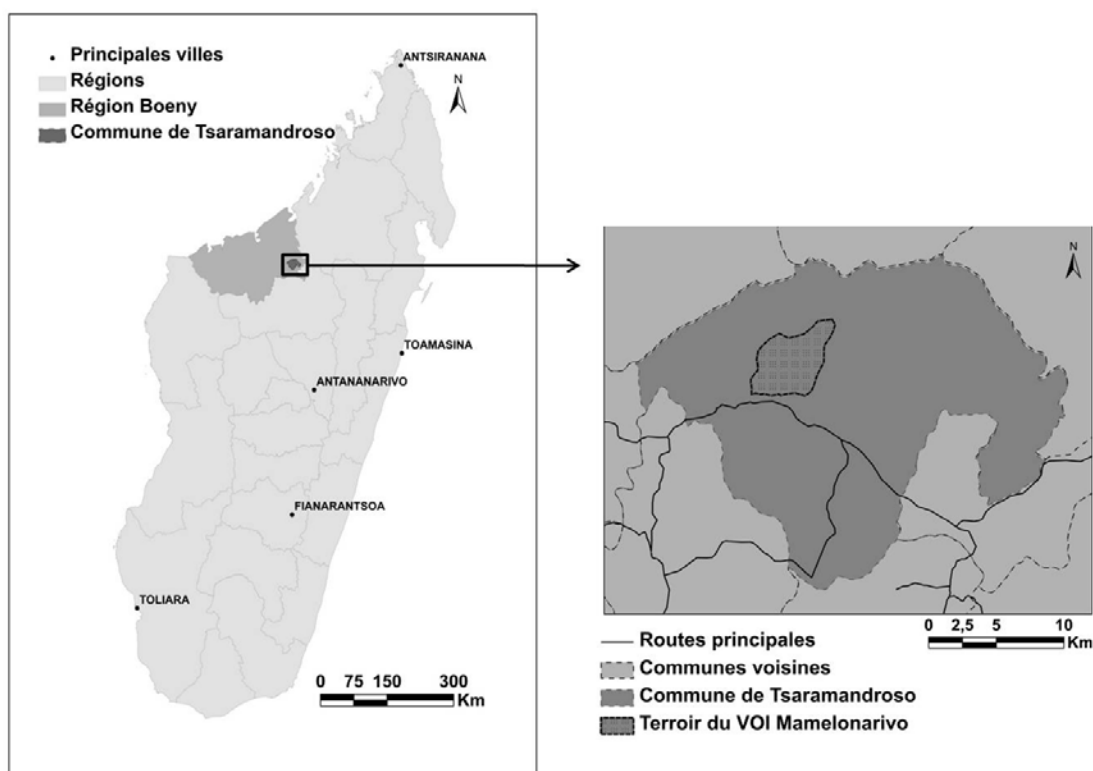 Principales villes
Régions
Région Boeny
Commune de Tsaramandroso
ANTSIRANANA
N
TOAMASINA
ANTANANARIVO
FIANARANTSOA
TOLIARA
0 75 150 300
Km
N
Routes principales
Communes voisines
Commune de Tsaramandroso
Terroir du VOI Mamelonarivo
0 2,5 5 10
Km